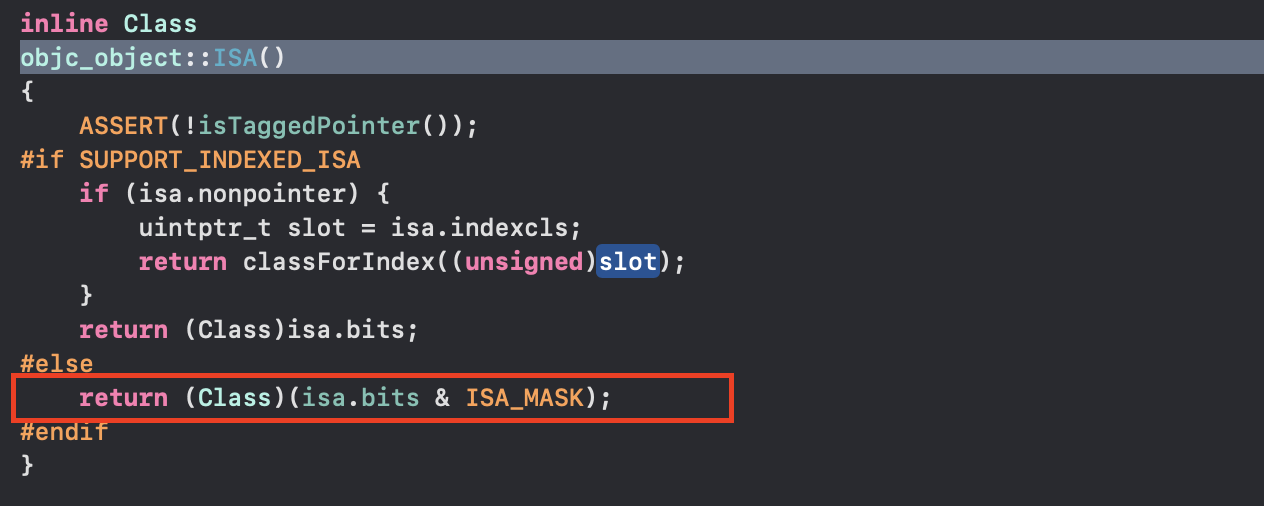 inline Class
objc_object::ISA()
{
    ASSERT(!isTaggedPointer());
#if SUPPORT_INDEXED_ISA
    if (isa.nonpointer) {
        uintptr_t slot = isa.indexcls;
        return classForIndex((unsigned)slot);
    }
    return (Class)isa.bits;
#else
    return (Class)(isa.bits & ISA_MASK);
#endif
}